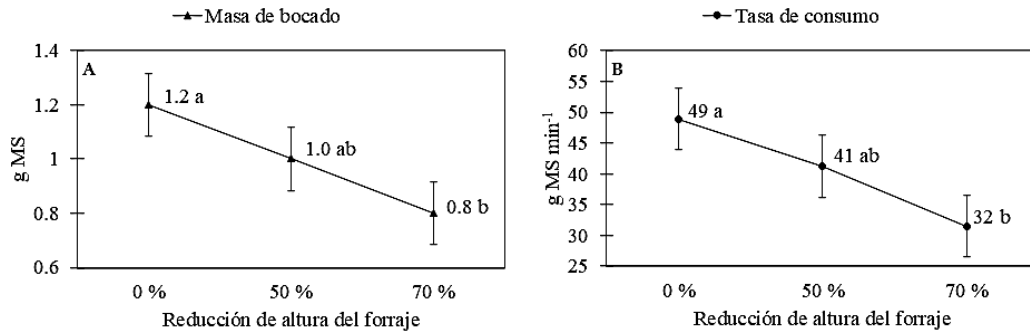 Masa de bocado
A
g MS
1.4
1.2
1
0.8
0.6
1.2 a
1.0 ab
0.8 b
0 %
50 %
70 %
Reducción de altura del forraje
Tasa de consumo
B
g MS min⁻¹
60
55
50
45
40
35
30
25
49 a
41 ab
32 b
0 %
50 %
70 %
Reducción de altura del forraje